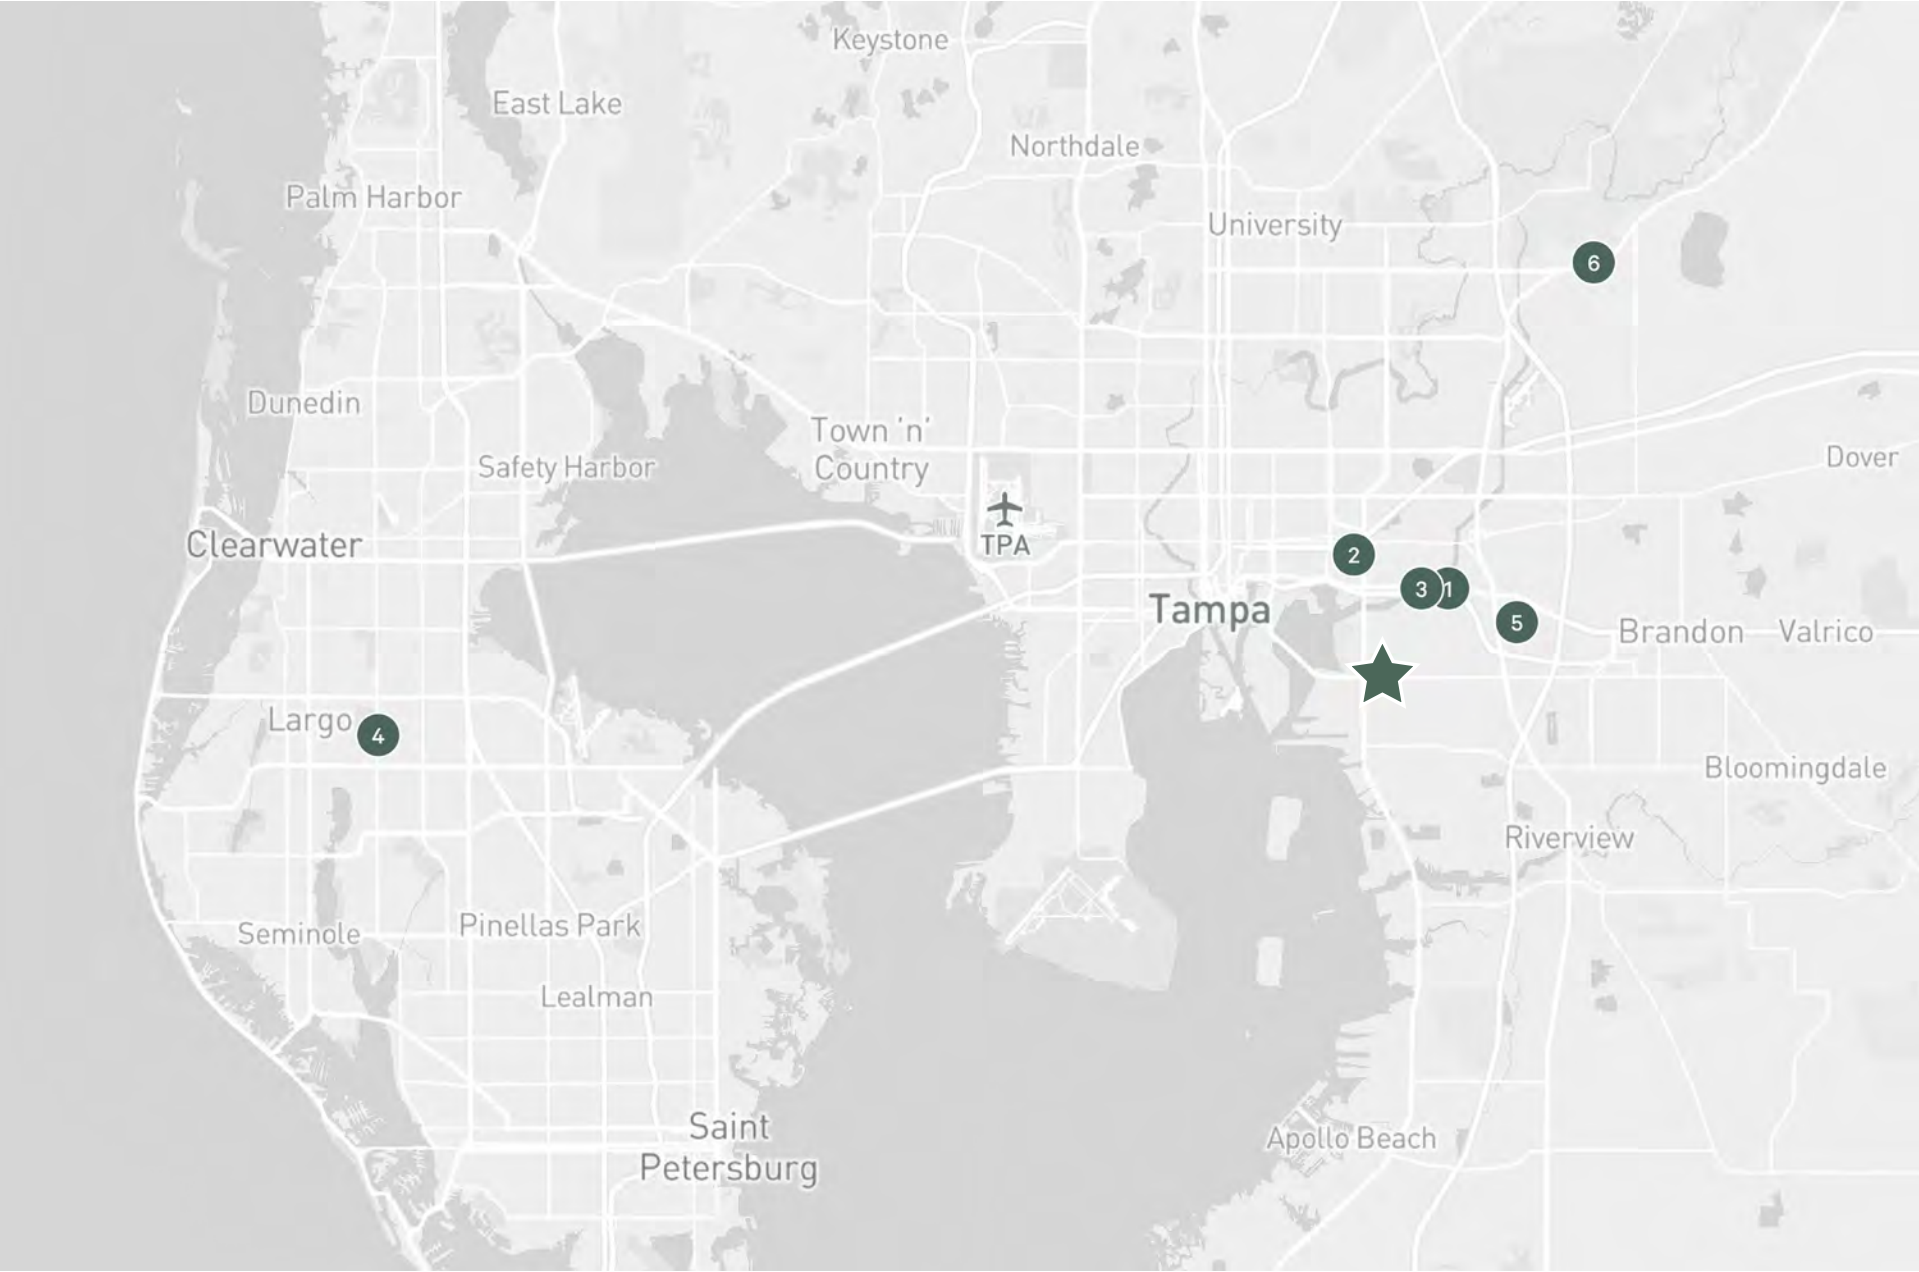 Keystone
East Lake
Northdale
Palm Harbor
University
6
Dunedin
Town 'n'
Country
Safety Harbor
Dover
TPA
Clearwater
2
3
1
Tampa
5
Brandon
Valrico
Largo
4
Bloomingdale
Riverview
Seminole
Pinellas Park
Lealman
Saint
Petersburg
Apollo Beach